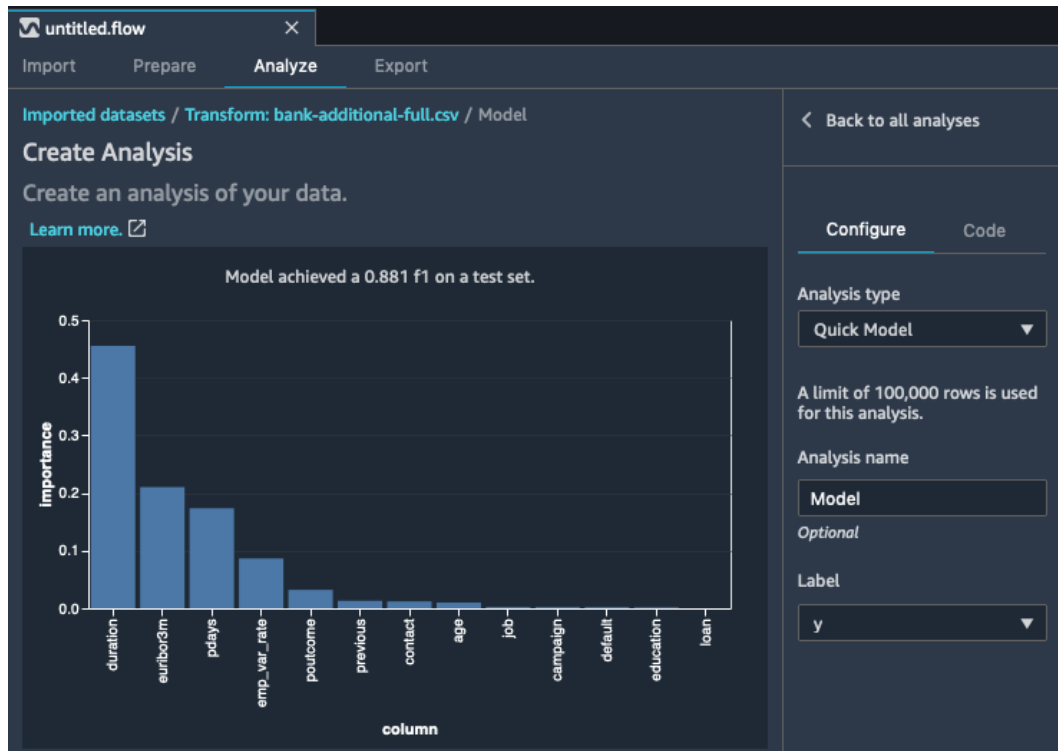 untitled.flow
Import Prepare Analyze Export
Imported datasets / Transform: bank-additional-full.csv / Model
Create Analysis
Create an analysis of your data.
Learn more.
Model achieved a 0.881 f1 on a test set.
0.5
0.4
0.3
0.2
0.1
0.0
importance
duration
euribor3m
pdays
emp_var_rate
poutcome
previous
contact
age
job
campaign
default
education
loan
column
Back to all analyses
Configure Code
Analysis type
Quick Model
A limit of 100,000 rows is used
for this analysis.
Analysis name
Model
Optional
Label
y